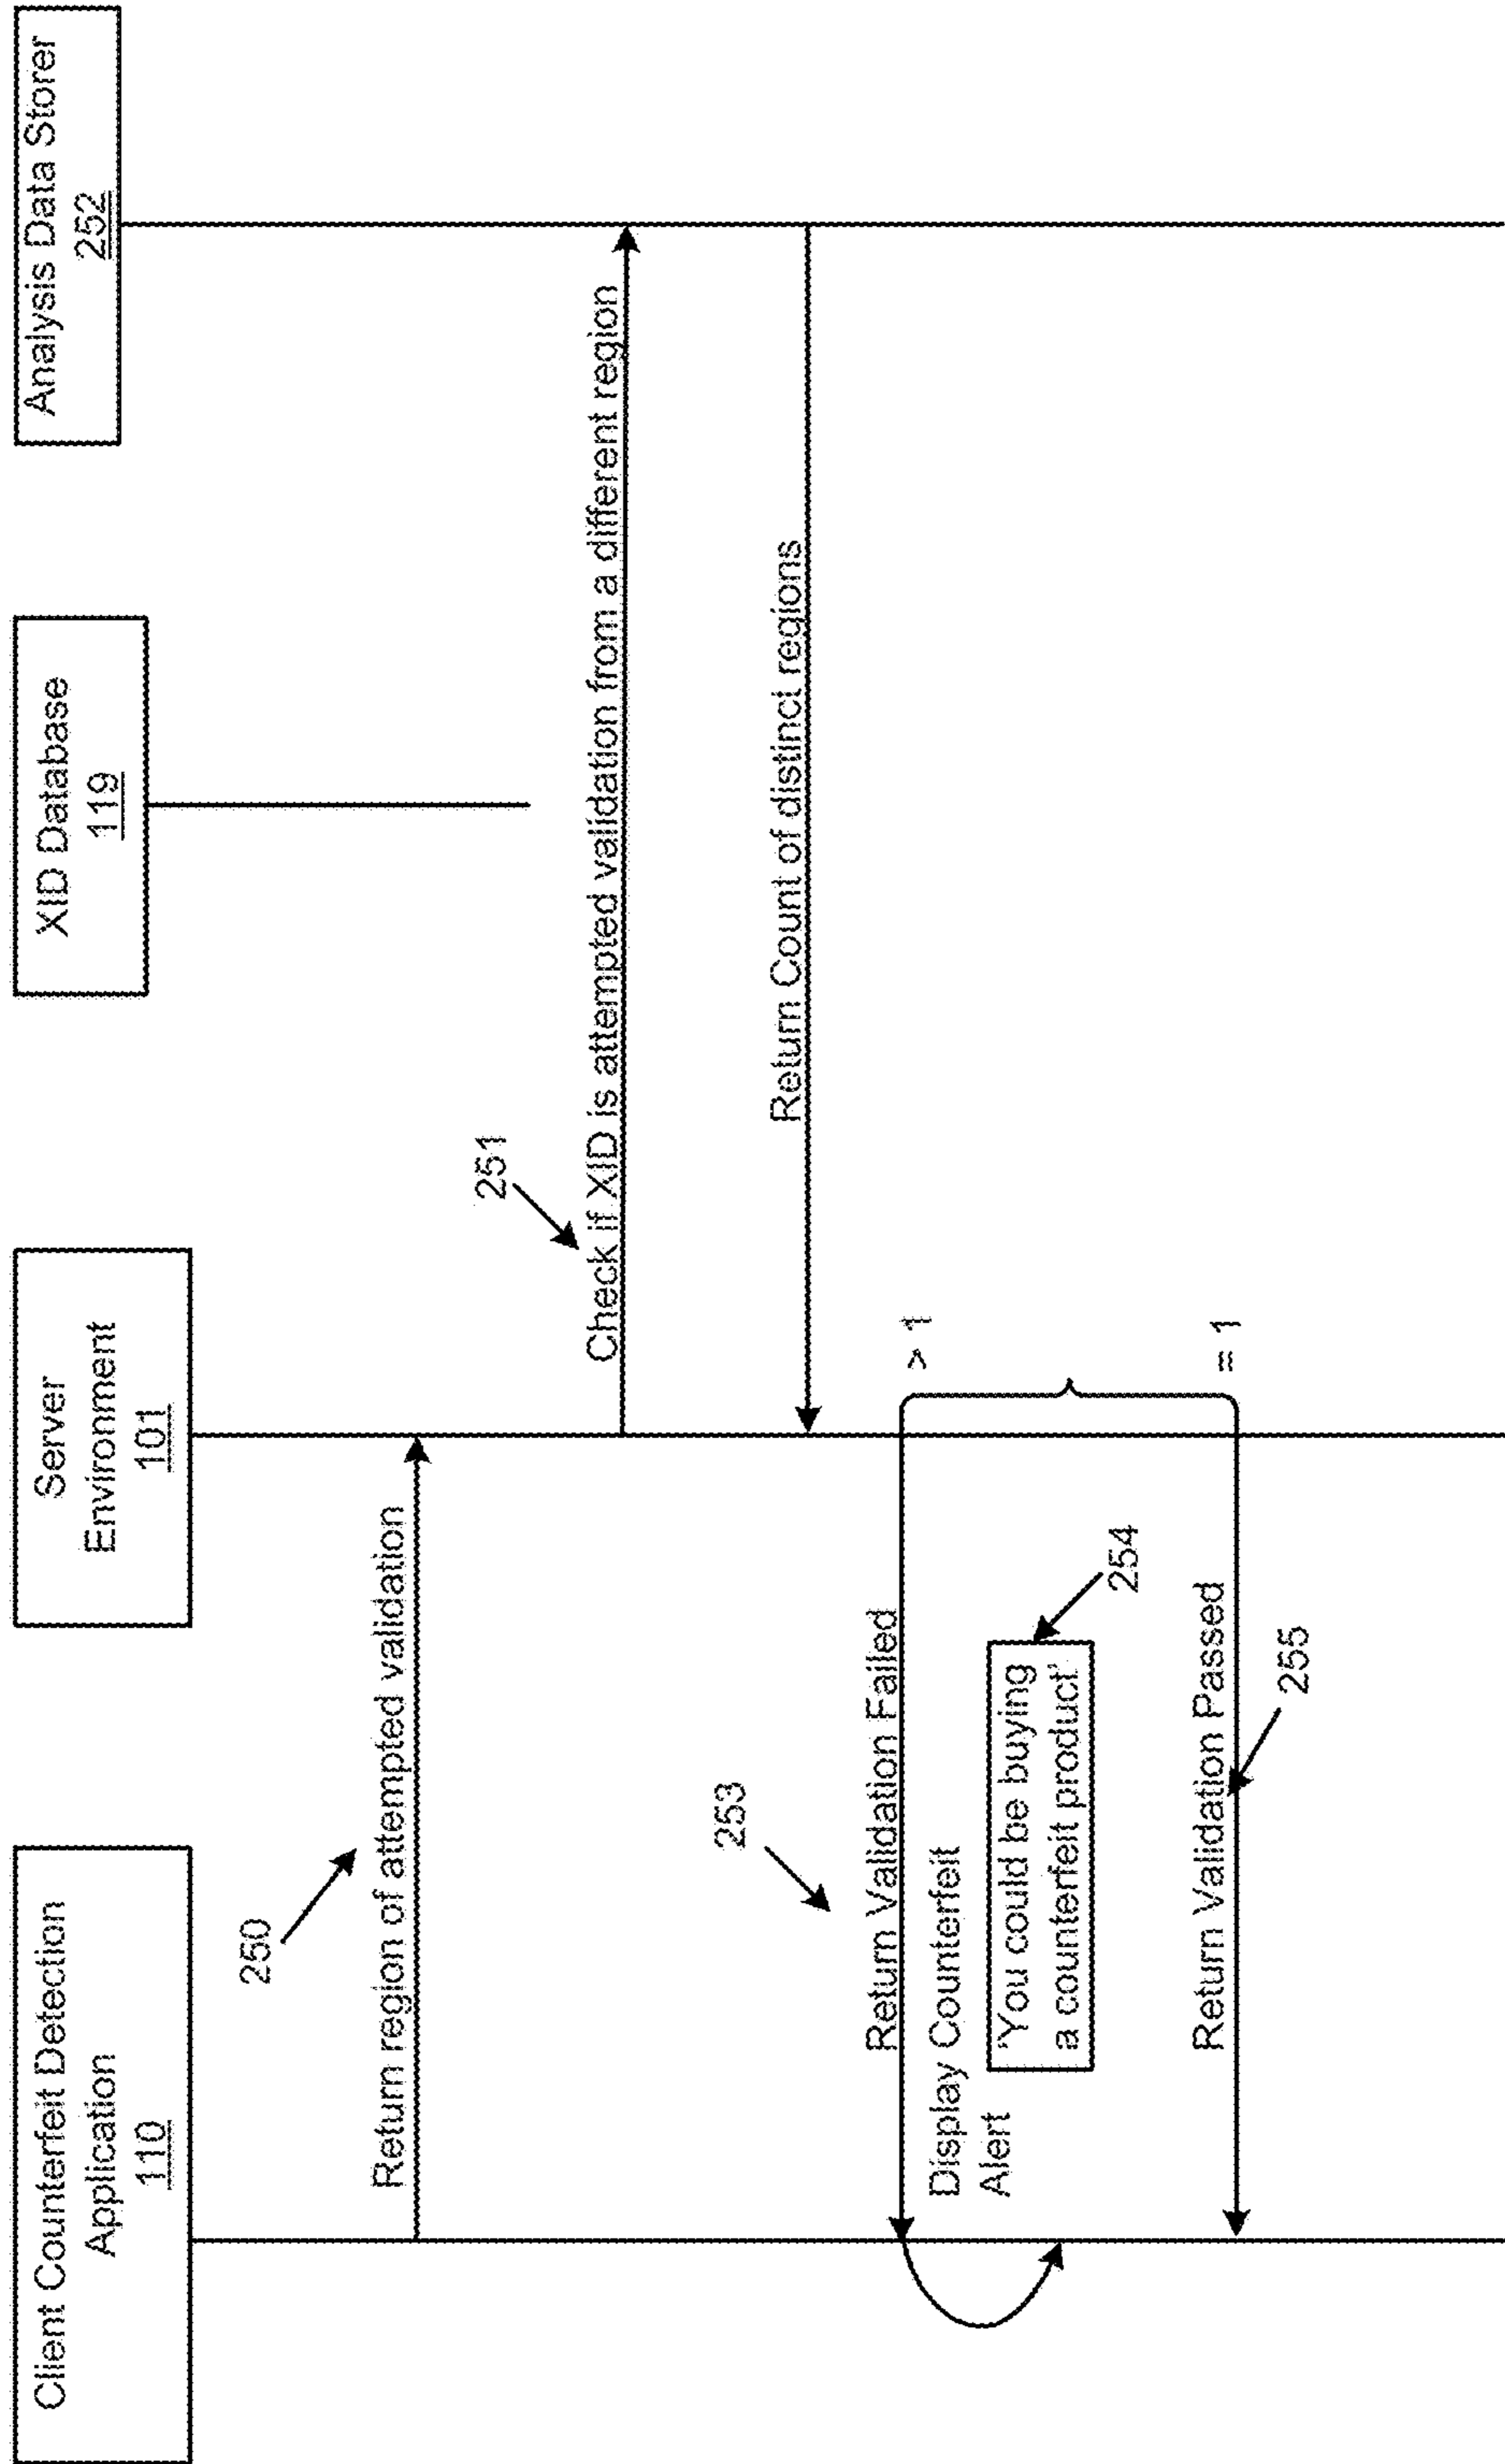 Client Counterfeit Detection
Application
110
Server
Environment
101
XID Database
119
Analysis Data Storer
252
250
Return region of attempted validation
251
Check if XID is attempted validation from a different region
Return Count of distinct regions
253
Return Validation Failed
> 1
Display Counterfeit
Alert
'You could be buying
a counterfeit product'
254
Return Validation Passed
= 1
255